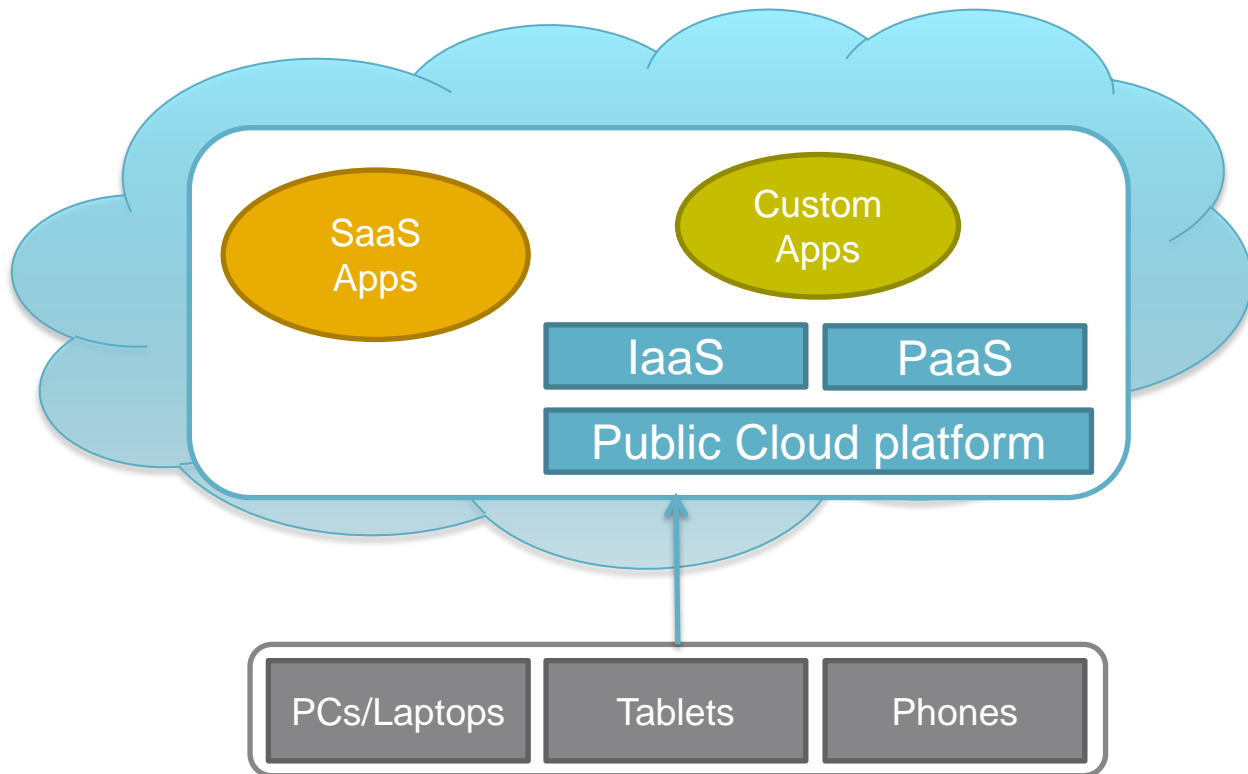 SaaS
Apps
Custom
Apps
IaaS
PaaS
Public Cloud platform
PCs/Laptops
Tablets
Phones